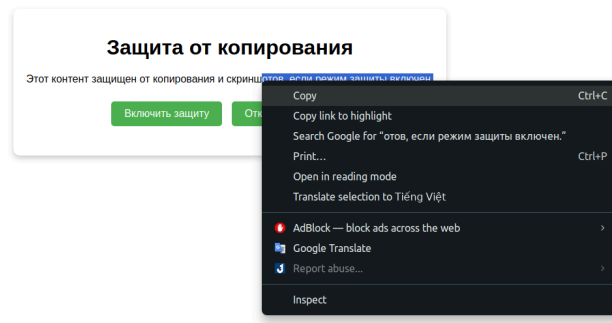 Защита от копирования
Этот контент защищен от копирования и скриншотов, если режим защиты включен.
Включить защиту
Отк
Copy Ctrl+C
Copy link to highlight
Search Google for “отов, если режим защиты включен.”
Print… Ctrl+P
Open in reading mode
Translate selection to Tiếng Việt
AdBlock — block ads across the web
Google Translate
Report abuse...
Inspect